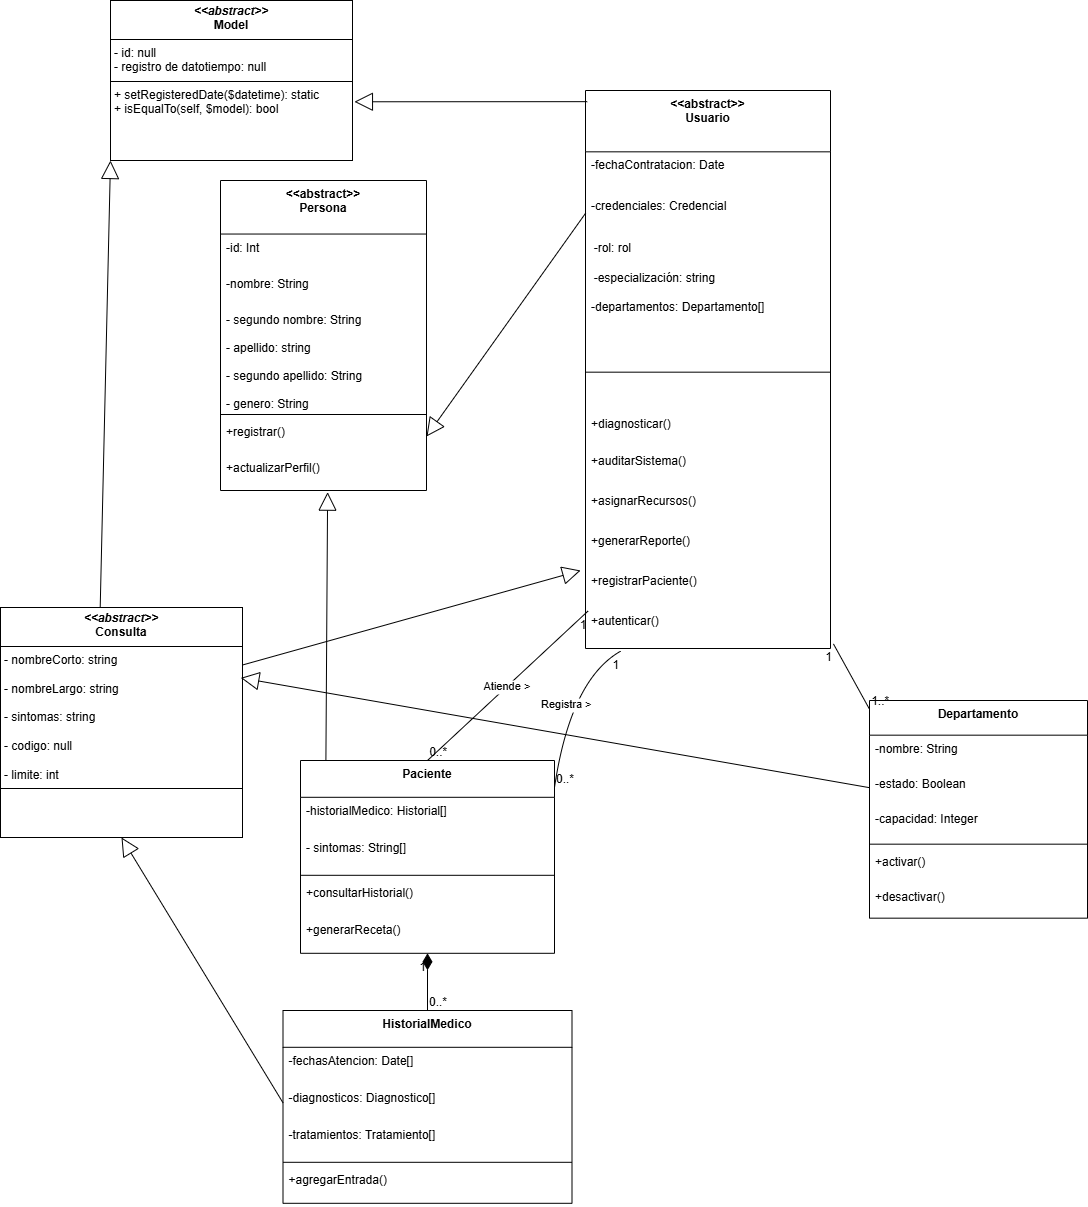 <<abstract>>
Model
- id: null
- registro de datotiempo: null
+ setRegisteredDate($datetime): static
+ isEqualTo(self, $model): bool
<<abstract>>
Usuario
-fechaContratacion: Date
-credenciales: Credencial
-rol: rol
-especialización: string
-departamentos: Departamento[]
+diagnosticar()
+auditarSistema()
+asignarRecursos()
+generarReporte()
+registrarPaciente()
+autenticar()
<<abstract>>
Persona
-id: Int
-nombre: String
- segundo nombre: String
- apellido: string
- segundo apellido: String
- genero: String
+registrar()
+actualizarPerfil()
<<abstract>>
Consulta
- nombreCorto: string
- nombreLargo: string
- sintomas: string
- codigo: null
- limite: int
1
Atiende >
0..*
1
Registra >
0..*
1
1..*
Departamento
-nombre: String
-estado: Boolean
-capacidad: Integer
+activar()
+desactivar()
Paciente
-historialMedico: Historial[]
- sintomas: String[]
+consultarHistorial()
+generarReceta()
1
0..*
HistorialMedico
-fechasAtencion: Date[]
-diagnosticos: Diagnostico[]
-tratamientos: Tratamiento[]
+agregarEntrada()